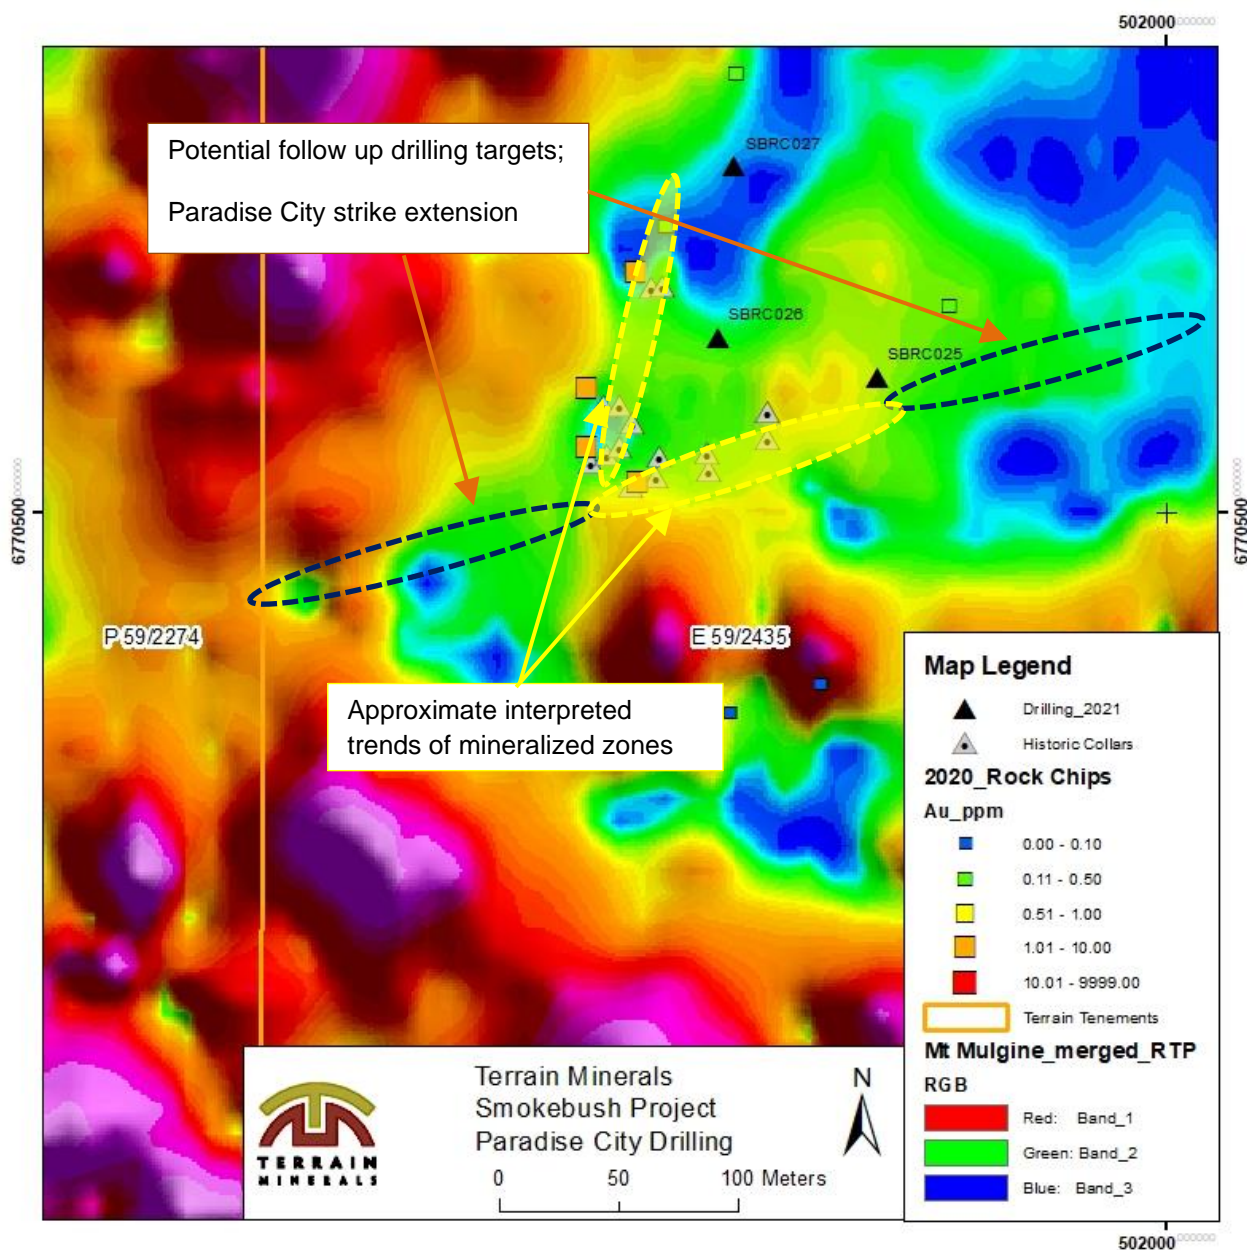 502000
Potential follow up drilling targets;
Paradise City strike extension
SBRC027
SBRC026
SBRC025
6770500
6770500
P 59/2274
E 59/2435
Approximate interpreted
trends of mineralized zones
Map Legend
Drilling_2021
Historic Collars
2020_Rock Chips
Au_ppm
0.00 - 0.10
0.11 - 0.50
0.51 - 1.00
1.01 - 10.00
10.01 - 9999.00
Terrain Tenements
Mt Mulgine_merged_RTP
RGB
Red: Band_1
Green: Band_2
Blue: Band_3
TERRAIN
MINERALS
Terrain Minerals
Smokebush Project
Paradise City Drilling
0 50 100 Meters
N
502000